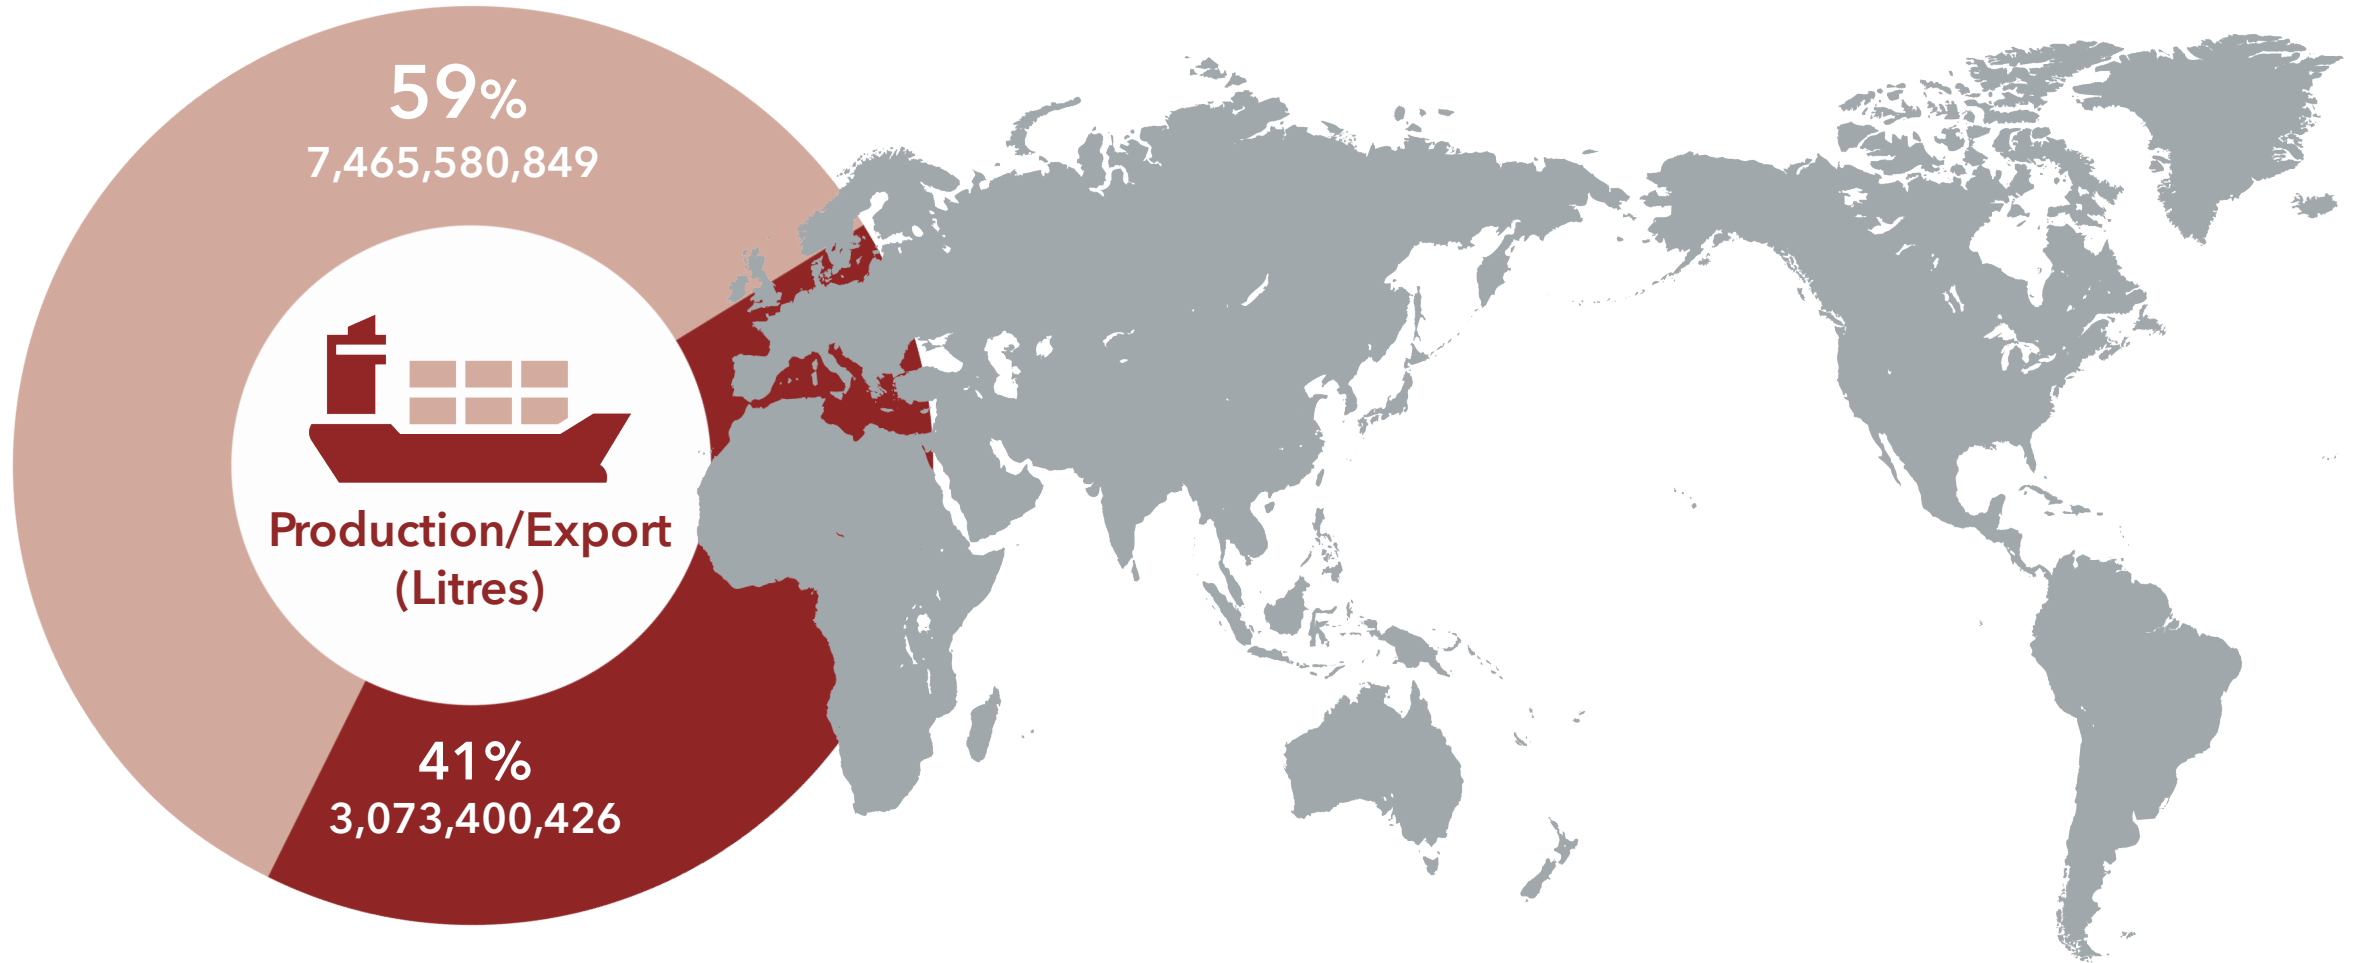 59%
7,465,580,849
Production/Export
(Litres)
41%
3,073,400,426